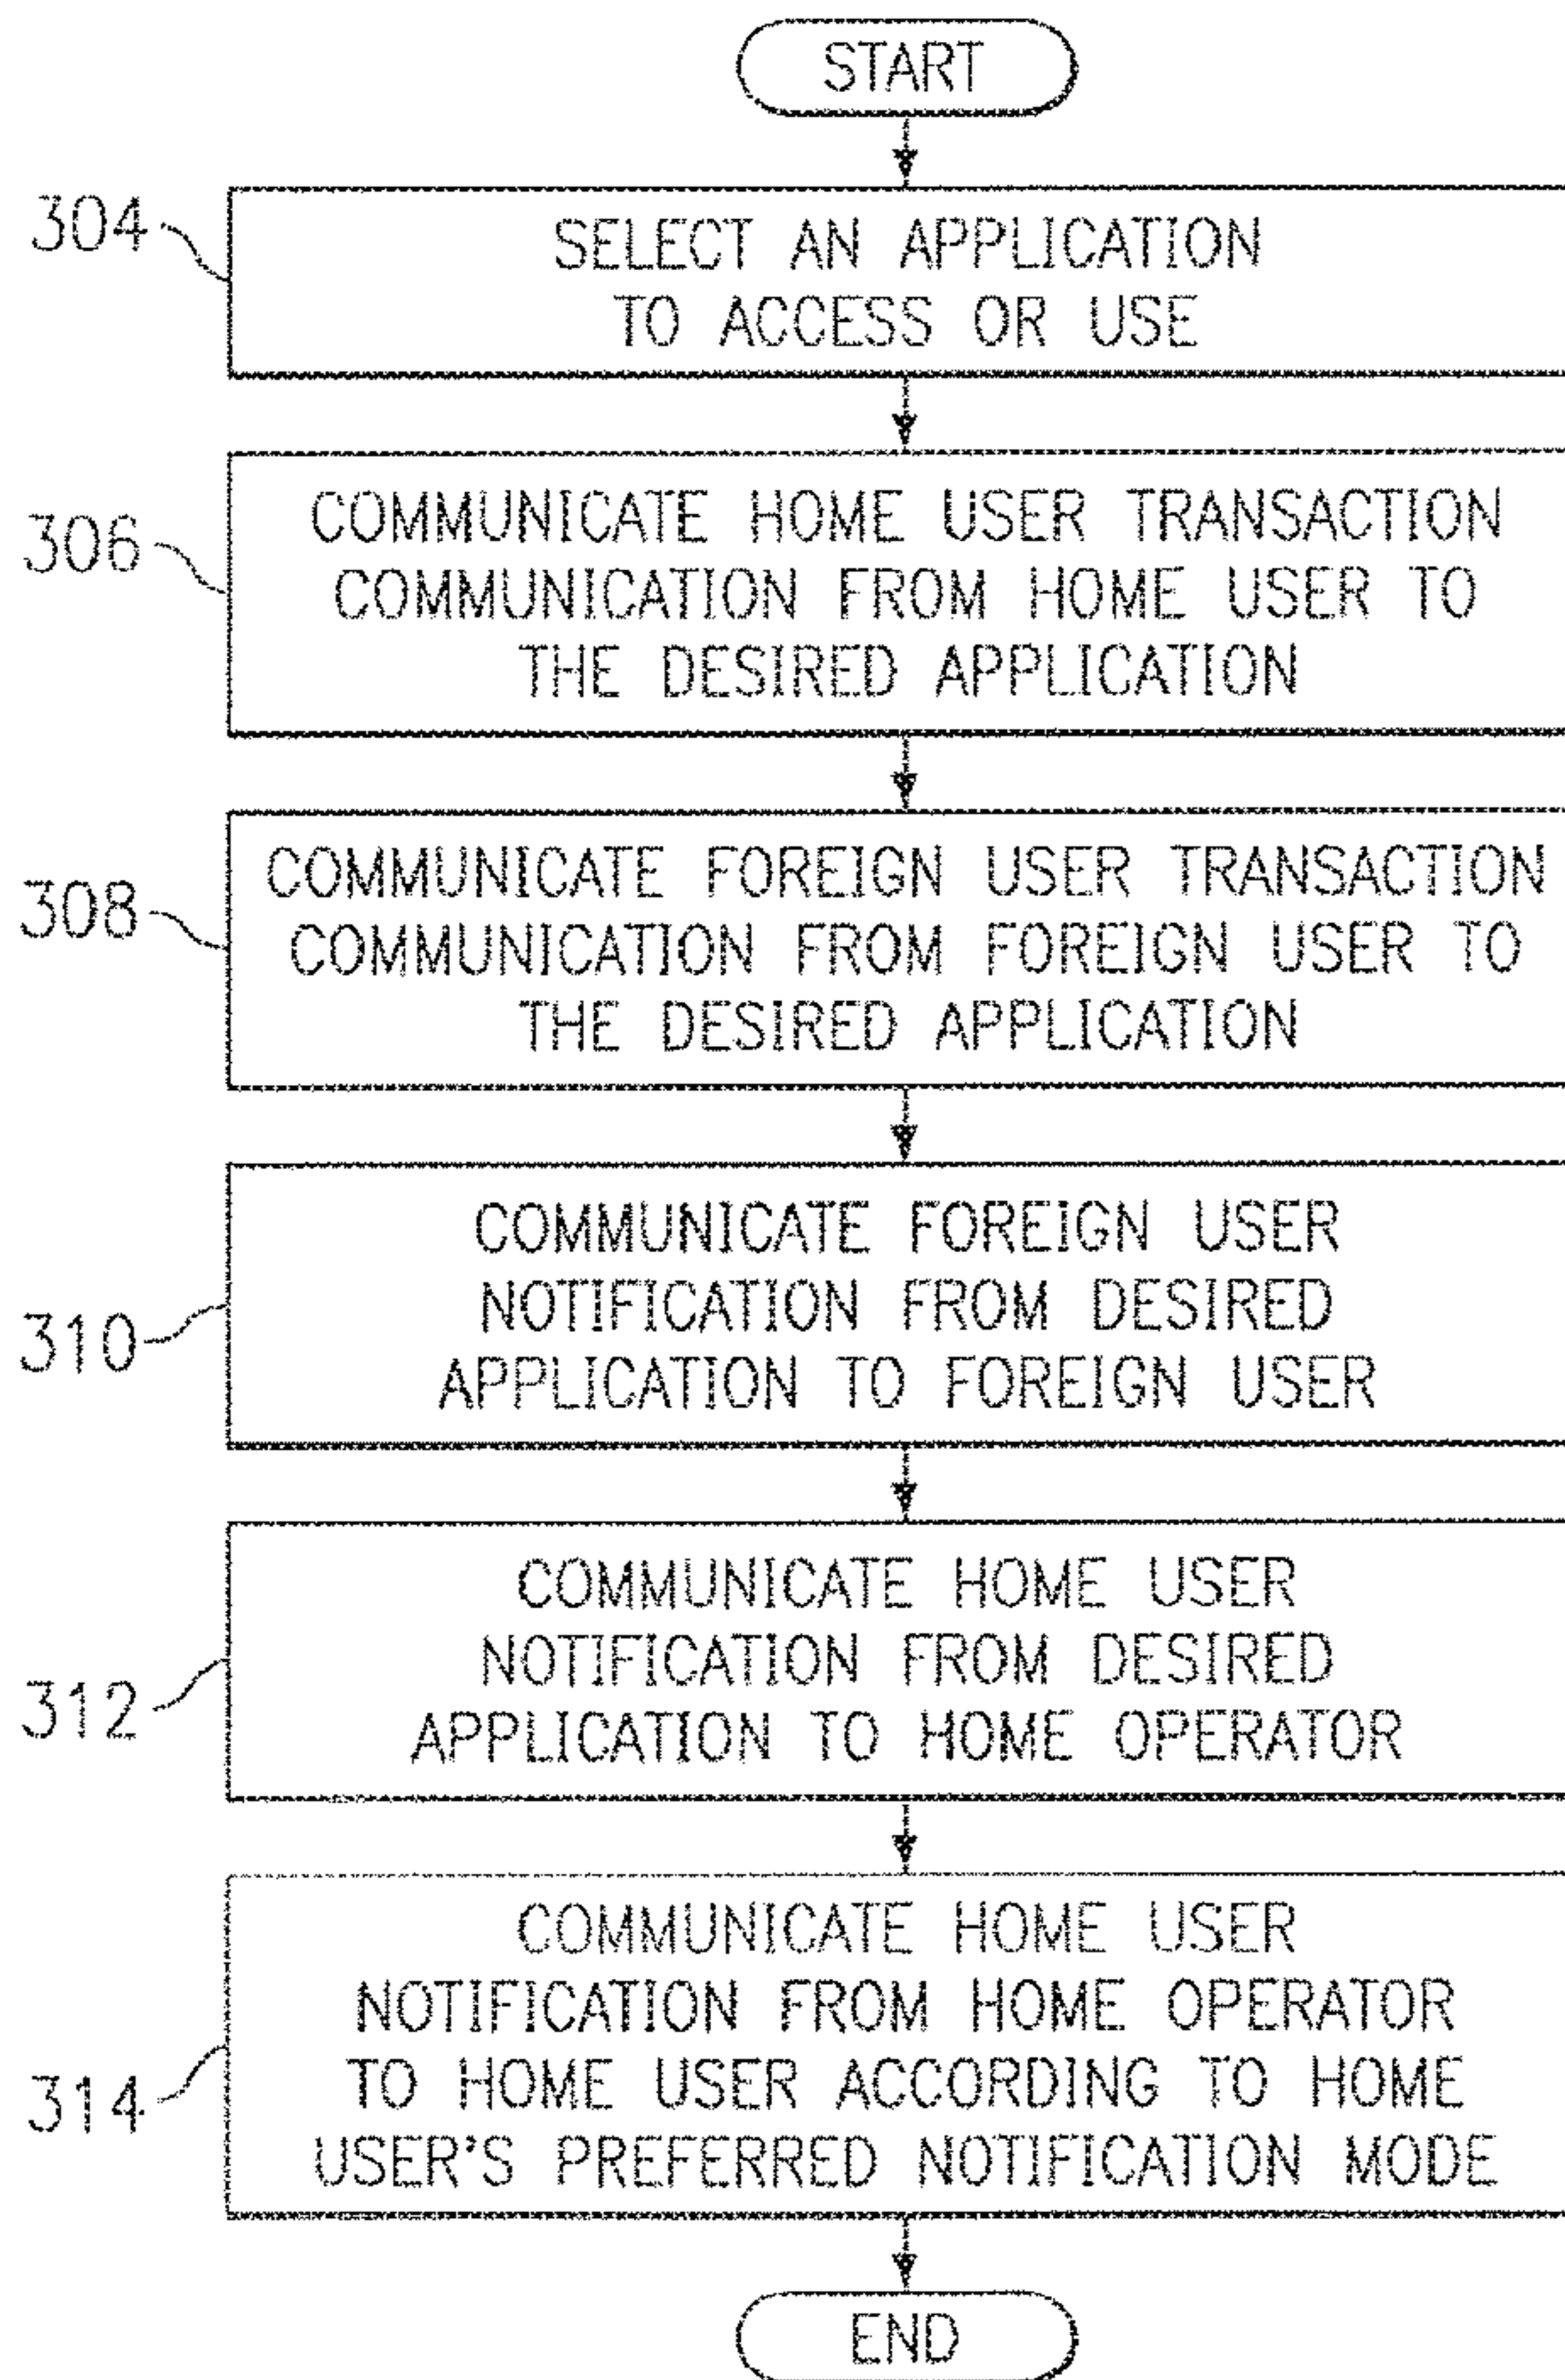 START
304
SELECT AN APPLICATION
TO ACCESS OR USE
306
COMMUNICATE HOME USER TRANSACTION
COMMUNICATION FROM HOME USER TO
THE DESIRED APPLICATION
308
COMMUNICATE FOREIGN USER TRANSACTION
COMMUNICATION FROM FOREIGN USER TO
THE DESIRED APPLICATION
310
COMMUNICATE FOREIGN USER
NOTIFICATION FROM DESIRED
APPLICATION TO FOREIGN USER
312
COMMUNICATE HOME USER
NOTIFICATION FROM DESIRED
APPLICATION TO HOME OPERATOR
314
COMMUNICATE HOME USER
NOTIFICATION FROM HOME OPERATOR
TO HOME USER ACCORDING TO HOME
USER'S PREFERRED NOTIFICATION MODE
END